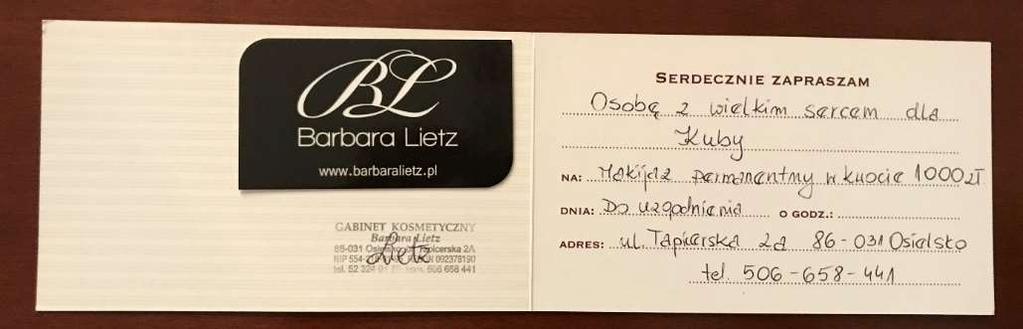 BL
Barbara Lietz
www.barbaralietz.pl
GABINET KOSMETYCZNY
Barbara Lietz
Lietz
SERDECZNIE ZAPRASZAM
Osobę z wielkim sercem dla
Kuby
NA: Makijaż permanentny w kwocie 1000 zł
DNIA: Do uzgodnienia O GODZ.:
ADRES: ul. Tapicerska 2a 86-031 Osielsko
tel. 506-658-441